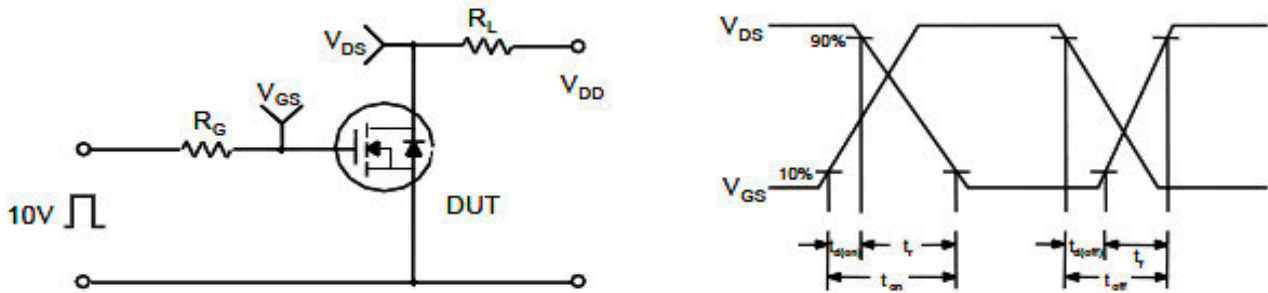 V_DS
R_L
V_DD
V_GS
R_G
10V
DUT
V_DS
90%
10%
V_GS
t_d(on)
t_r
t_d(off)
t_f
t_on
t_off